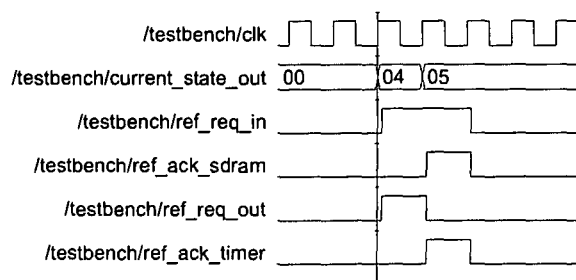 /testbench/clk
/testbench/current_state_out 00 04 05
/testbench/ref_req_in
/testbench/ref_ack_sdram
/testbench/ref_req_out
/testbench/ref_ack_timer